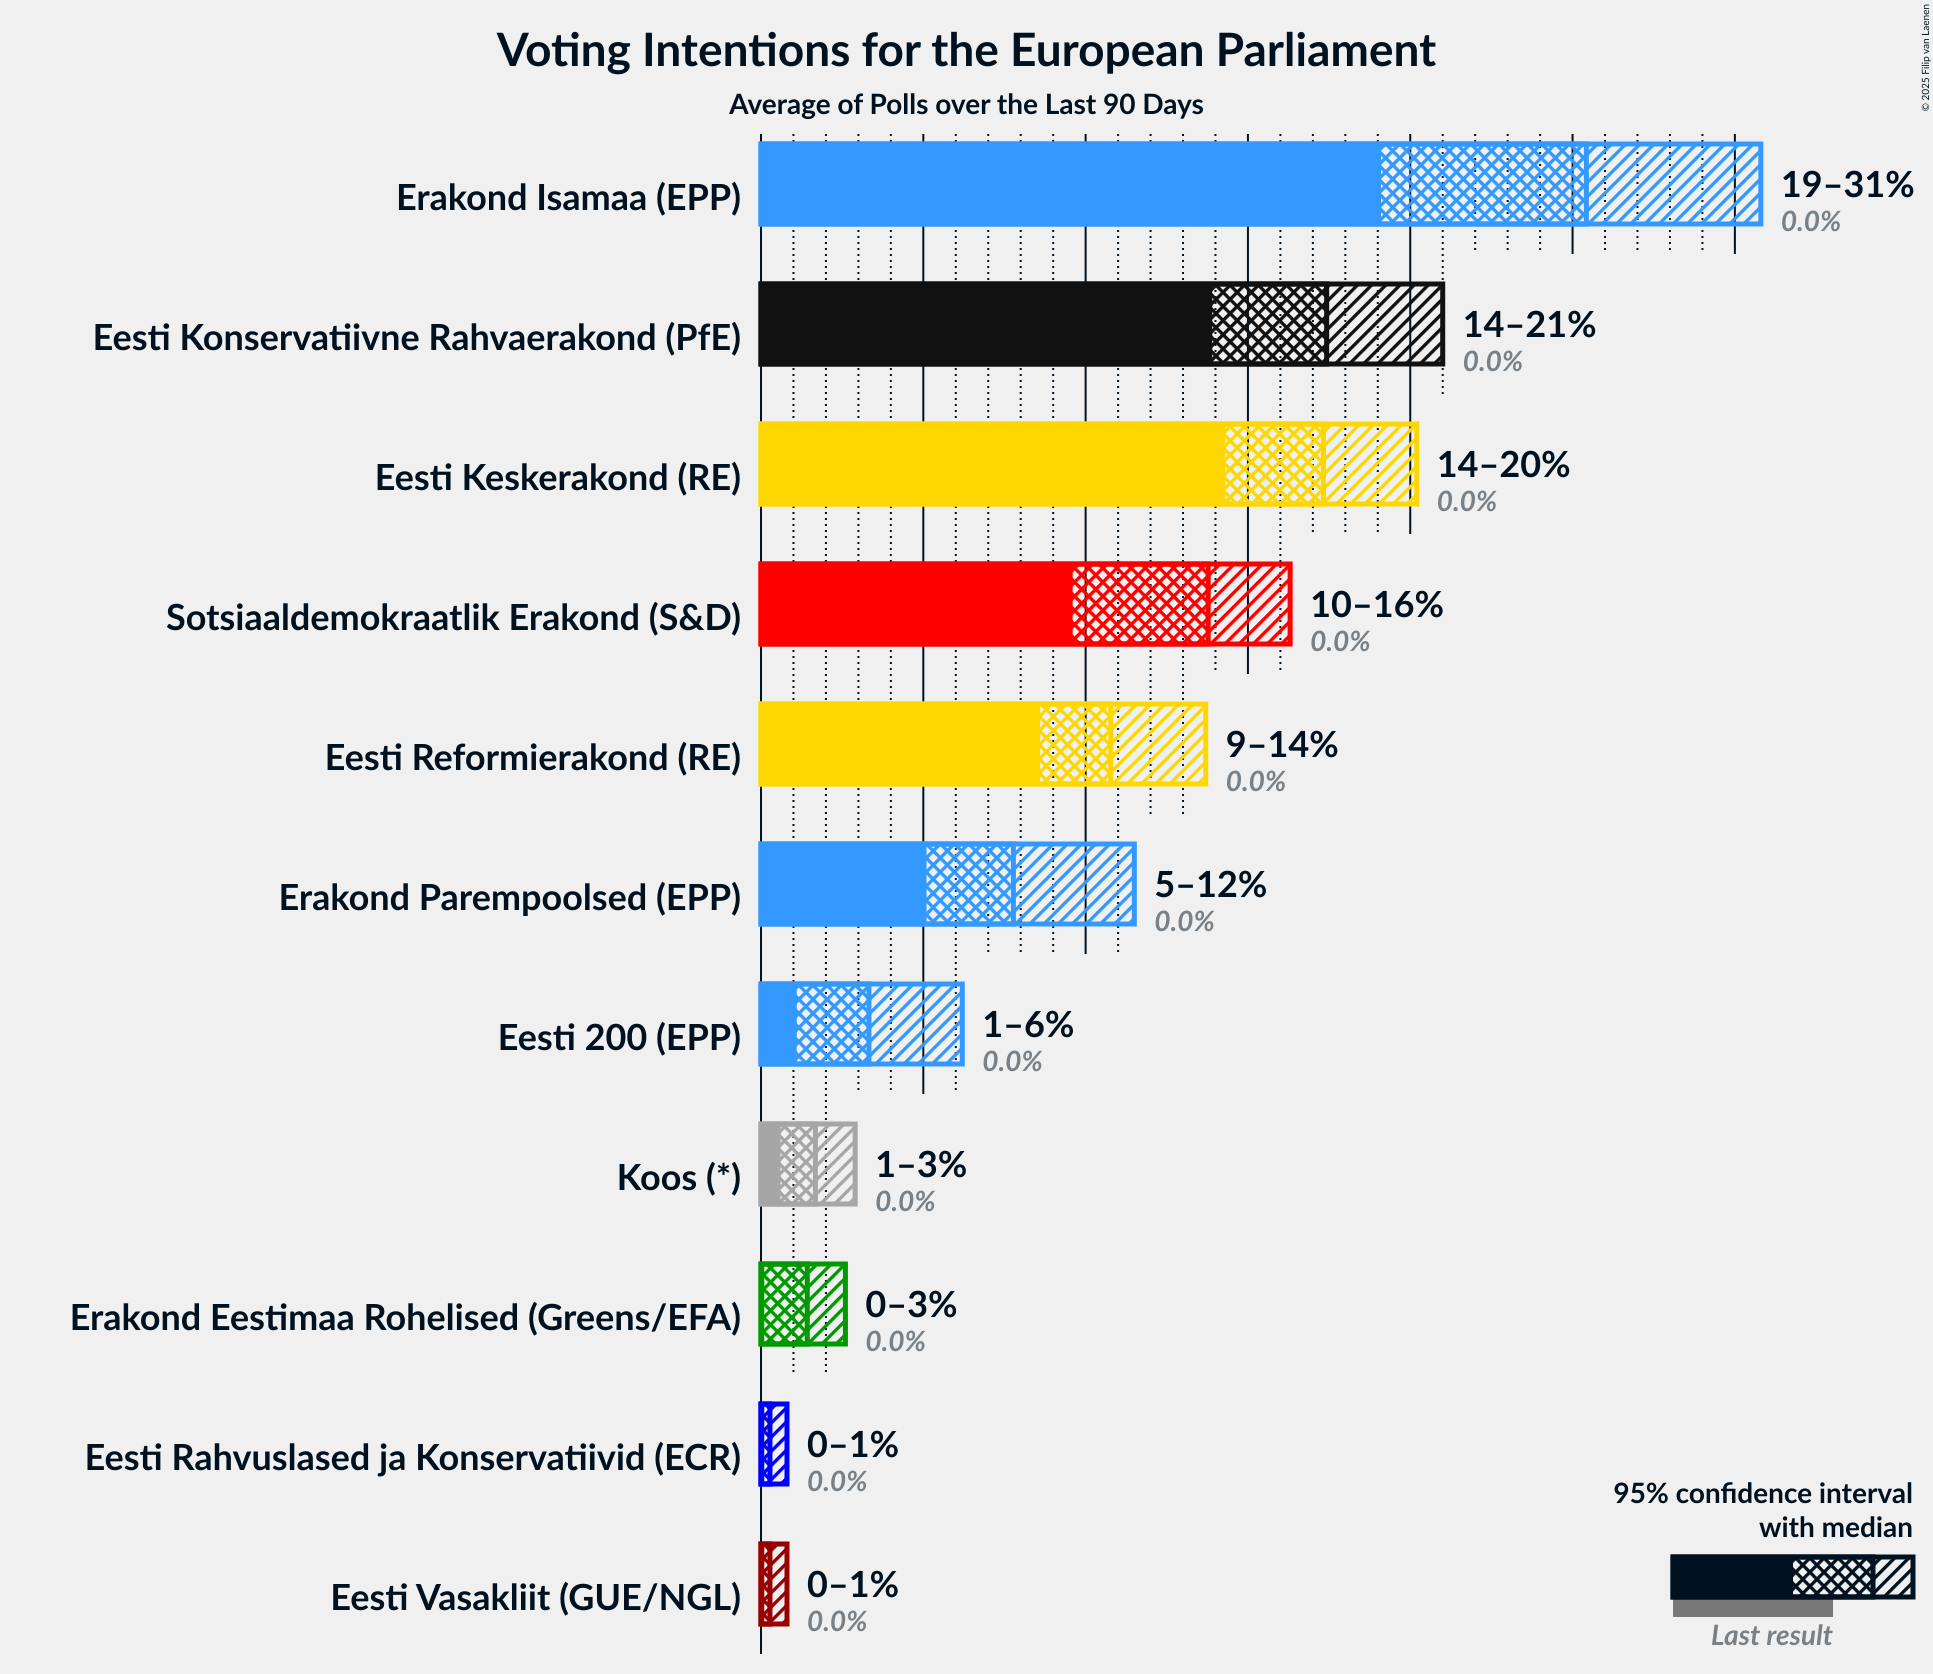 Voting Intentions for the European Parliament
Average of Polls over the Last 90 Days
© 2025 Filip van Laenen
Erakond Isamaa (EPP)
19–31%
0.0%
Eesti Konservatiivne Rahvaerakond (PfE)
14–21%
0.0%
Eesti Keskerakond (RE)
14–20%
0.0%
Sotsiaaldemokraatlik Erakond (S&D)
10–16%
0.0%
Eesti Reformierakond (RE)
9–14%
0.0%
Erakond Parempoolsed (EPP)
5–12%
0.0%
Eesti 200 (EPP)
1–6%
0.0%
Koos (*)
1–3%
0.0%
Erakond Eestimaa Rohelised (Greens/EFA)
0–3%
0.0%
Eesti Rahvuslased ja Konservatiivid (ECR)
0–1%
0.0%
Eesti Vasakliit (GUE/NGL)
0–1%
0.0%
95% confidence interval
with median
Last result